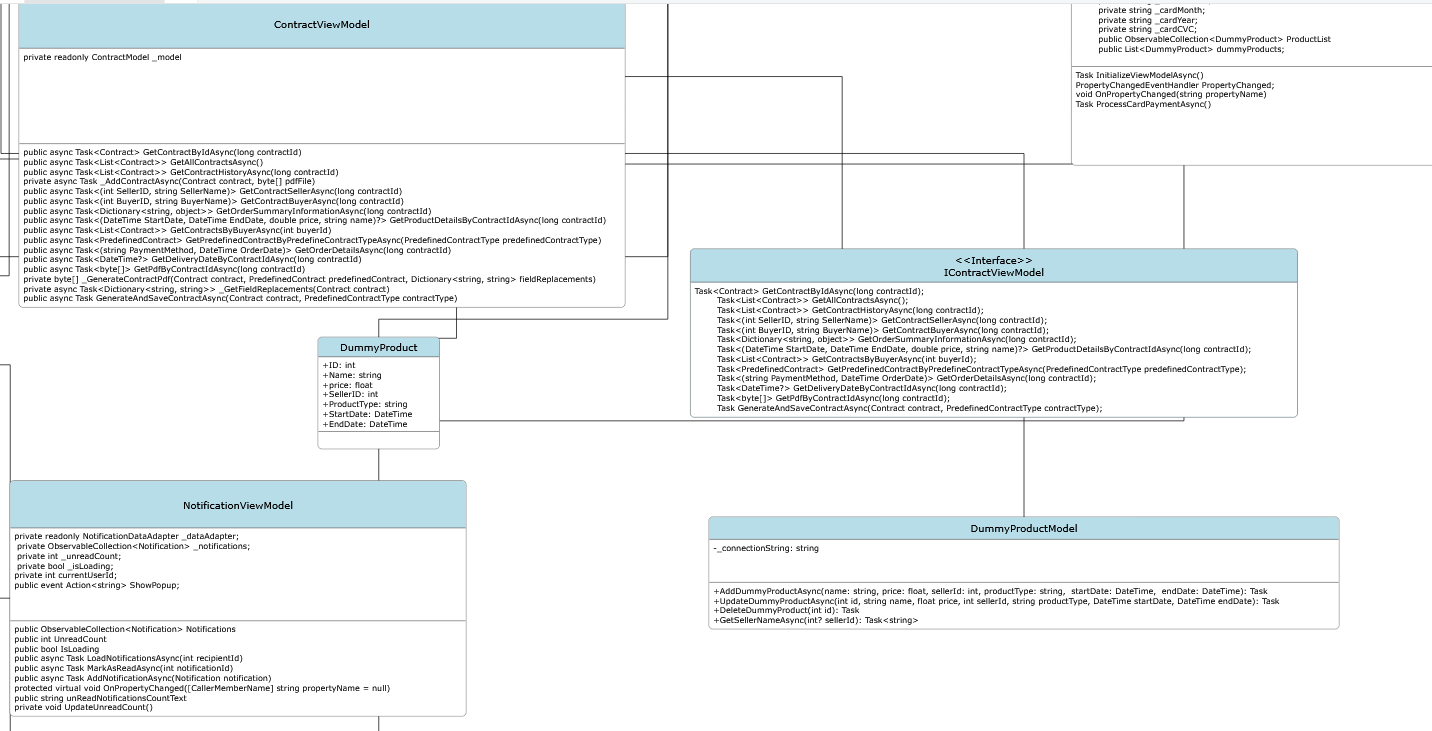 ContractViewModel
private readonly ContractModel _model
public async Task<Contract> GetContractByIdAsync(long contractId)
public async Task<List<Contract>> GetAllContractsAsync()
public async Task<List<Contract>> GetContractHistoryAsync(long contractId)
private async Task _AddContractAsync(Contract contract, byte[] pdfFile)
public async Task<(int SellerID, string SellerName)> GetContractSellerAsync(long contractId)
public async Task<(int BuyerID, string BuyerName)> GetContractBuyerAsync(long contractId)
public async Task<Dictionary<string, object>> GetOrderSummaryInformationAsync(long contractId)
public async Task<(DateTime StartDate, DateTime EndDate, double price, string name)?> GetProductDetailsByContractIdAsync(long contractId)
public async Task<List<Contract>> GetContractsByBuyerAsync(int buyerId)
public async Task<PredefinedContract> GetPredefinedContractByPredefineContractTypeAsync(PredefinedContractType predefinedContractType)
public async Task<(string PaymentMethod, DateTime OrderDate)> GetOrderDetailsAsync(long contractId)
public async Task<DateTime?> GetDeliveryDateByContractIdAsync(long contractId)
public async Task<byte[]> GetPdfByContractIdAsync(long contractId)
private byte[] _GenerateContractPdf(Contract contract, PredefinedContract predefinedContract, Dictionary<string, string> fieldReplacements)
private async Task<Dictionary<string, string>> _GetFieldReplacements(Contract contract)
public async Task GenerateAndSaveContractAsync(Contract contract, PredefinedContractType contractType)
private string _cardMonth;
private string _cardYear;
private string _cardCVC;
public ObservableCollection<DummyProduct> ProductList
public List<DummyProduct> dummyProducts;
Task InitializeViewModelAsync()
PropertyChangedEventHandler PropertyChanged;
void OnPropertyChanged(string propertyName)
Task ProcessCardPaymentAsync()
<<Interface>>
IContractViewModel
Task<Contract> GetContractByIdAsync(long contractId);
Task<List<Contract>> GetAllContractsAsync();
Task<List<Contract>> GetContractHistoryAsync(long contractId);
Task<(int SellerID, string SellerName)> GetContractSellerAsync(long contractId);
Task<(int BuyerID, string BuyerName)> GetContractBuyerAsync(long contractId);
Task<Dictionary<string, object>> GetOrderSummaryInformationAsync(long contractId);
Task<(DateTime StartDate, DateTime EndDate, double price, string name)?> GetProductDetailsByContractIdAsync(long contractId);
Task<List<Contract>> GetContractsByBuyerAsync(int buyerId);
Task<PredefinedContract> GetPredefinedContractByPredefineContractTypeAsync(PredefinedContractType predefinedContractType);
Task<(string PaymentMethod, DateTime OrderDate)> GetOrderDetailsAsync(long contractId);
Task<DateTime?> GetDeliveryDateByContractIdAsync(long contractId);
Task<byte[]> GetPdfByContractIdAsync(long contractId);
Task GenerateAndSaveContractAsync(Contract contract, PredefinedContractType contractType);
DummyProduct
+ID: int
+Name: string
+price: float
+SellerID: int
+ProductType: string
+StartDate: DateTime
+EndDate: DateTime
NotificationViewModel
private readonly NotificationDataAdapter _dataAdapter;
private ObservableCollection<Notification> _notifications;
private int _unreadCount;
private bool _isLoading;
private int currentUserId;
public event Action<string> ShowPopup;
public ObservableCollection<Notification> Notifications
public int UnreadCount
public bool IsLoading
public async Task LoadNotificationsAsync(int recipientId)
public async Task MarkAsReadAsync(int notificationId)
public async Task AddNotificationAsync(Notification notification)
protected virtual void OnPropertyChanged([CallerMemberName] string propertyName = null)
public string unReadNotificationsCountText
private void UpdateUnreadCount()
DummyProductModel
-_connectionString: string
+AddDummyProductAsync(name: string, price: float, sellerId: int, productType: string,  startDate: DateTime,  endDate: DateTime): Task
+UpdateDummyProductAsync(int id, string name, float price, int sellerId, string productType, DateTime startDate, DateTime endDate): Task
+DeleteDummyProduct(int id): Task
+GetSellerNameAsync(int? sellerId): Task<string>